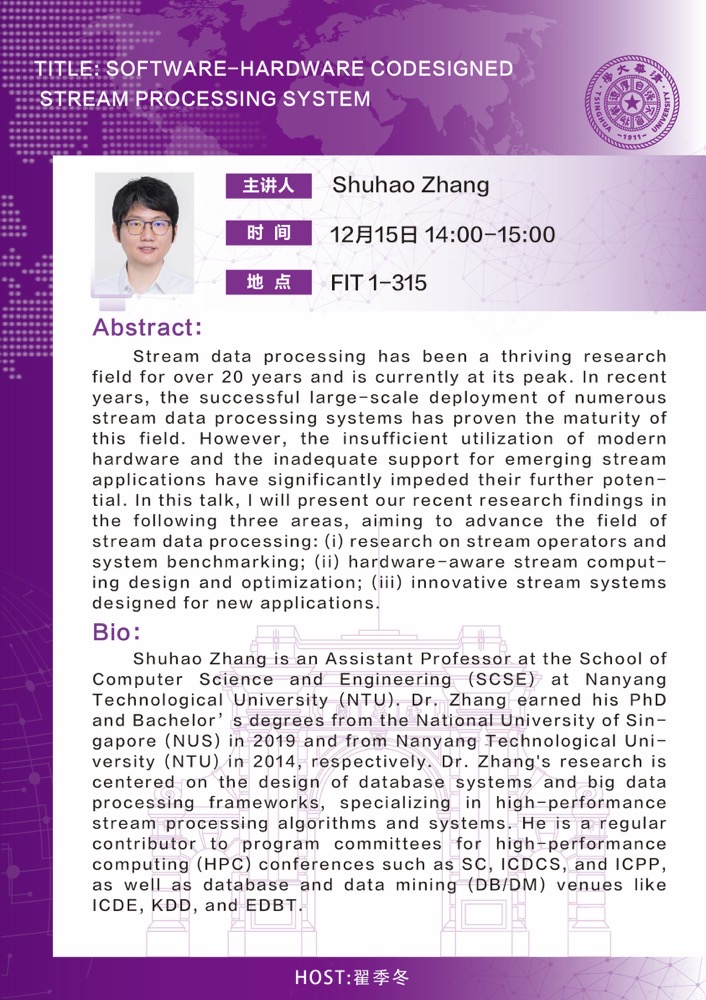 TITLE: SOFTWARE-HARDWARE CODESIGNED
STREAM PROCESSING SYSTEM
TSINGHUA UNIVERSITY
-1911-
主讲人 Shuhao Zhang
时 间 12月15日 14:00-15:00
地 点 FIT 1-315
Abstract:
Stream data processing has been a thriving research
field for over 20 years and is currently at its peak. In recent
years, the successful large-scale deployment of numerous
stream data processing systems has proven the maturity of
this field. However, the insufficient utilization of modern
hardware and the inadequate support for emerging stream
applications have significantly impeded their further poten-
tial. In this talk, I will present our recent research findings in
the following three areas, aiming to advance the field of
stream data processing: (i) research on stream operators and
system benchmarking; (ii) hardware-aware stream comput-
ing design and optimization; (iii) innovative stream systems
designed for new applications.
Bio:
Shuhao Zhang is an Assistant Professor at the School of
Computer Science and Engineering (SCSE) at Nanyang
Technological University (NTU). Dr. Zhang earned his PhD
and Bachelor’ s degrees from the National University of Sin-
gapore (NUS) in 2019 and from Nanyang Technological Uni-
versity (NTU) in 2014, respectively. Dr. Zhang's research is
centered on the design of database systems and big data
processing frameworks, specializing in high-performance
stream processing algorithms and systems. He is a regular
contributor to program committees for high-performance
computing (HPC) conferences such as SC, ICDCS, and ICPP,
as well as database and data mining (DB/DM) venues like
ICDE, KDD, and EDBT.
HOST:翟季冬